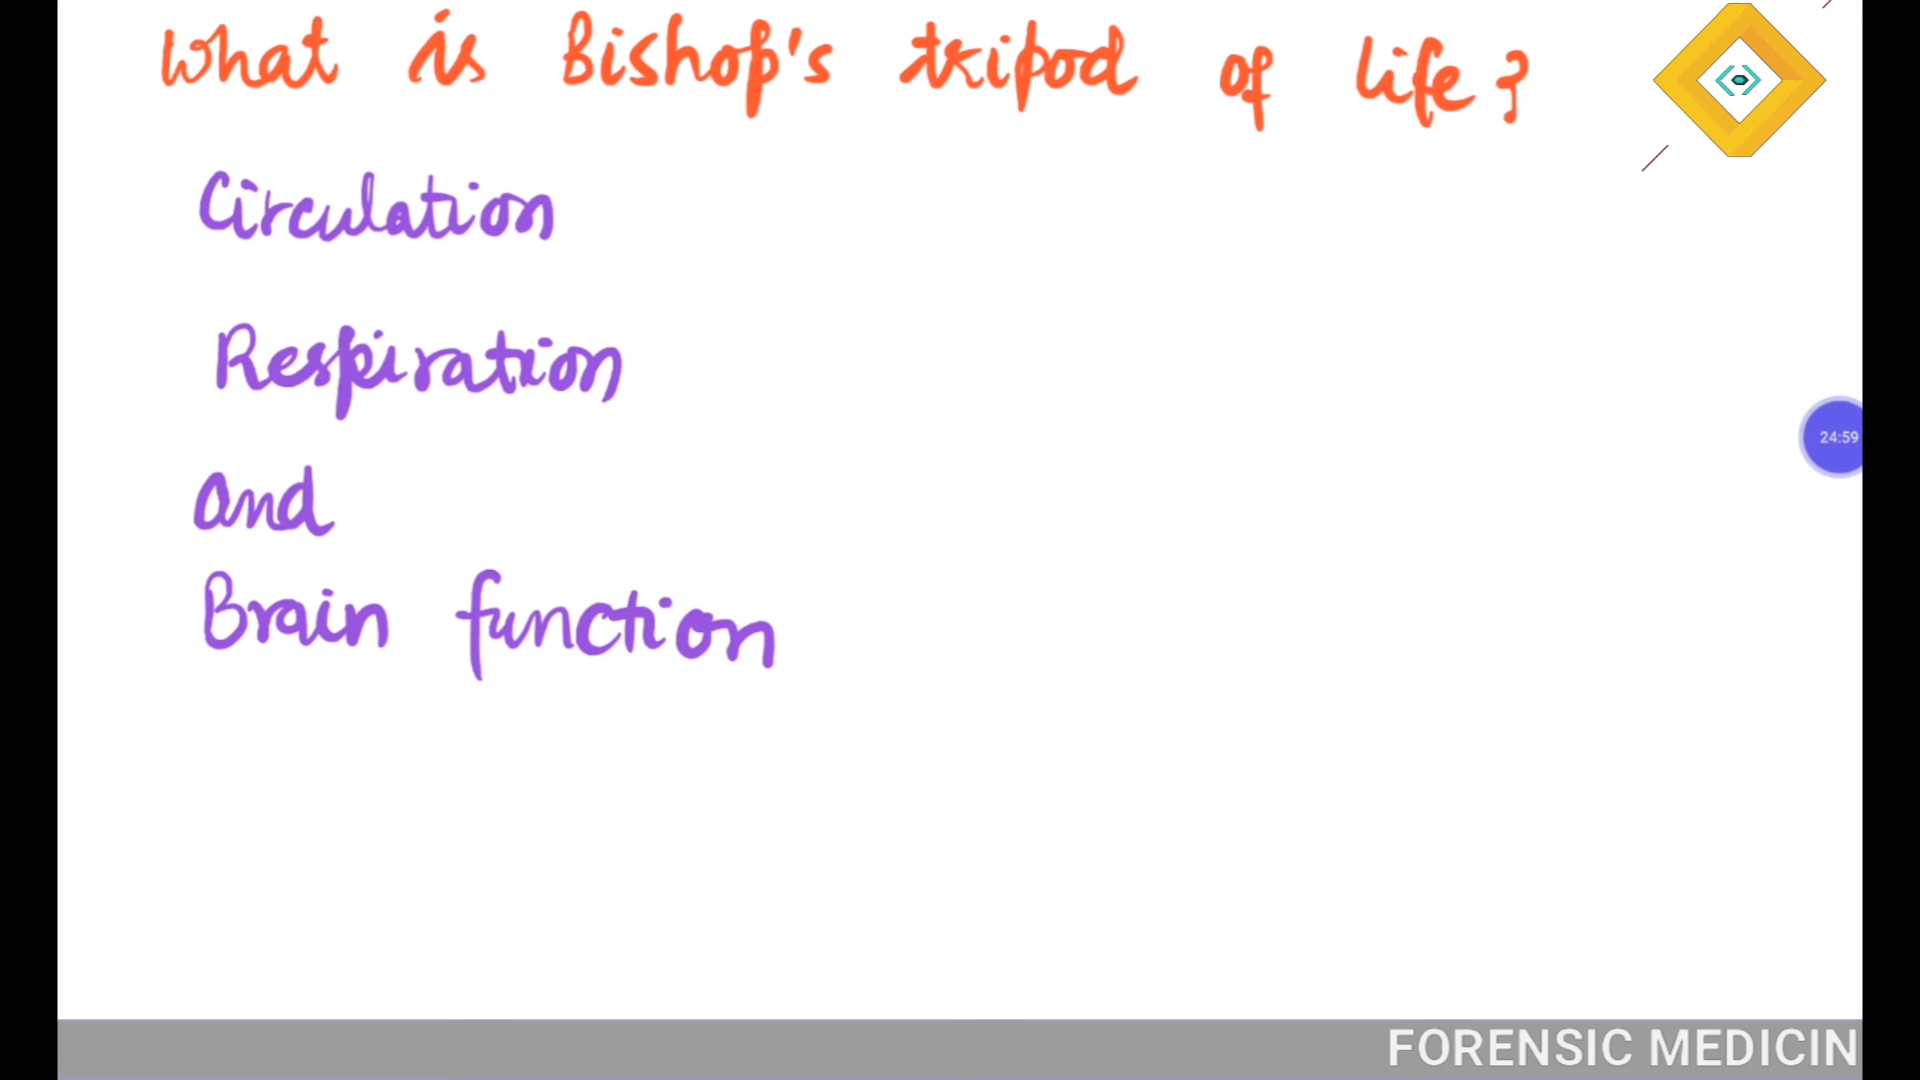 What is Bishop's tripod of life?
Circulation
Respiration
and
Brain function
24:59
FORENSIC MEDICIN